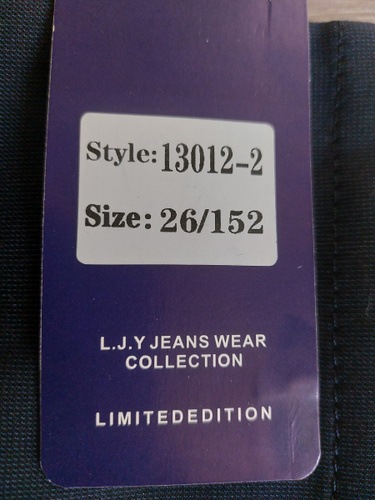 Style: 13012-2
Size: 26/152
L.J.Y JEANS WEAR
COLLECTION
LIMITEDEDITION